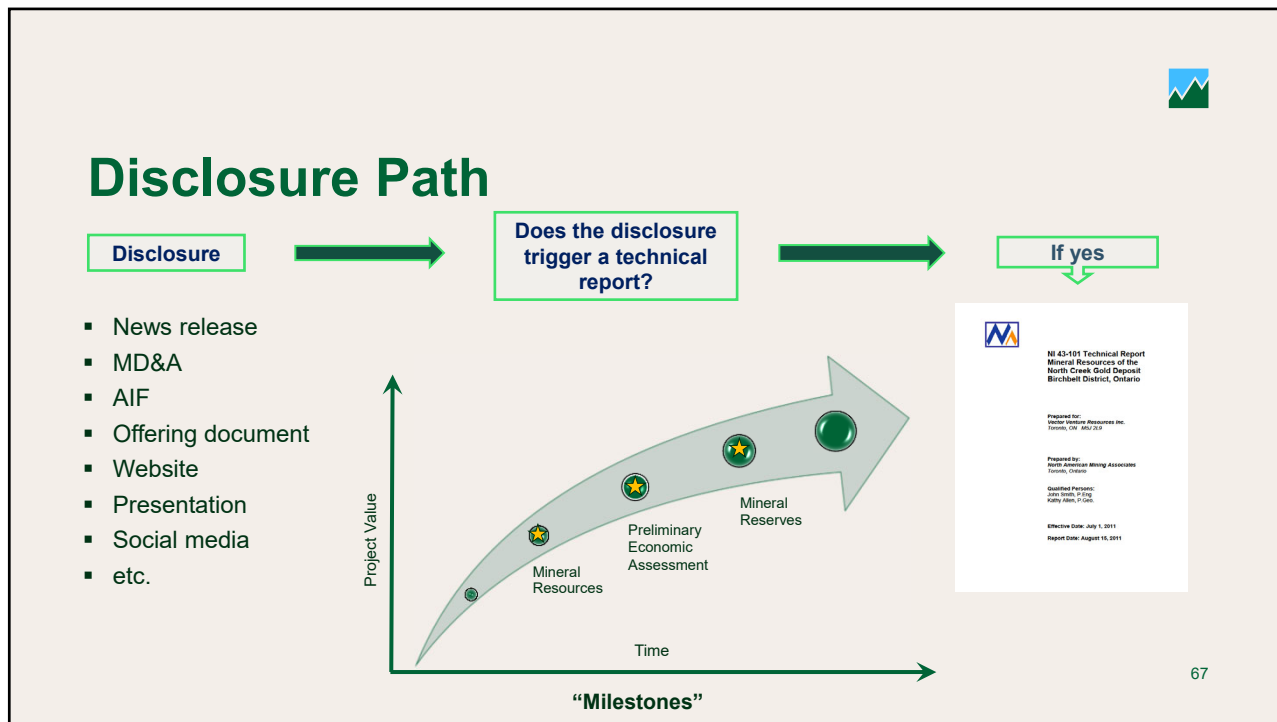 Disclosure Path
Disclosure
Does the disclosure
trigger a technical
report?
If yes
▪ News release
▪ MD&A
▪ AIF
▪ Offering document
▪ Website
▪ Presentation
▪ Social media
▪ etc.
Project Value
Mineral
Resources
Preliminary
Economic
Assessment
Mineral
Reserves
Time
“Milestones”
NI 43-101 Technical Report
Mineral Resources of the
North Creek Gold Deposit
Birchbelt District, Ontario
Prepared for:
Vector Venture Resources Inc.
Toronto, ON M5J 2L9
Prepared by:
North American Mining Associates
Toronto, Ontario
Qualified Persons:
John Smith, P.Eng
Kathy Allen, P.Geo.
Effective Date: July 1, 2011
Report Date: August 15, 2011
67